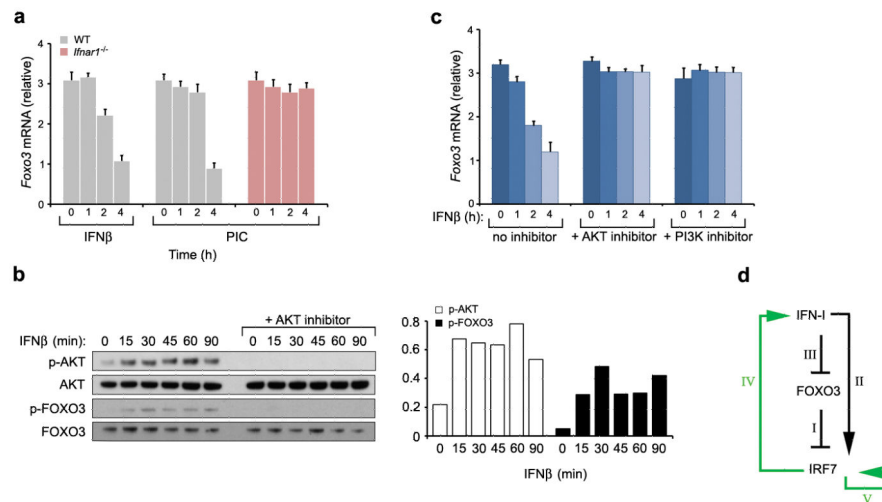 a
WT
Ifnar1-/-
Foxo3 mRNA (relative)
4
3
2
1
0
0 1 2 4 0 1 2 4 0 1 2 4
IFNβ PIC
Time (h)
c
Foxo3 mRNA (relative)
4
3
2
1
0
IFNβ (h): 0 1 2 4 0 1 2 4 0 1 2 4
no inhibitor + AKT inhibitor + PI3K inhibitor
b
+ AKT inhibitor
IFNβ (min): 0 15 30 45 60 90 0 15 30 45 60 90
p-AKT
AKT
p-FOXO3
FOXO3
p-AKT
p-FOXO3
0.8
0.6
0.4
0.2
0
0 15 30 45 60 90 0 15 30 45 60 90
IFNβ (min)
d
IFN-I
III
IV
II
FOXO3
I
IRF7
V